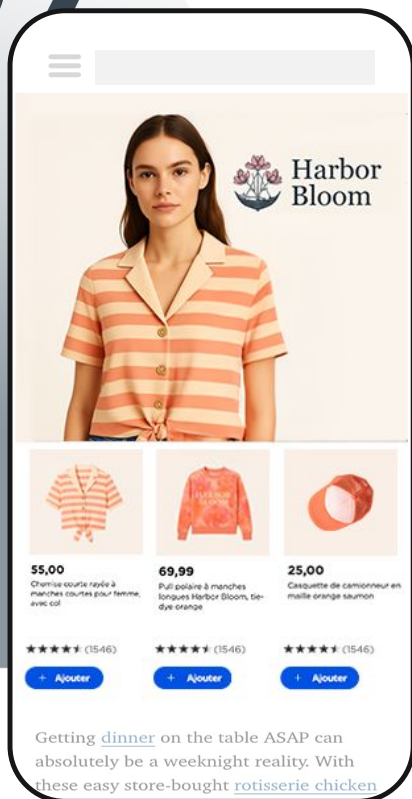 Harbor
Bloom
55,00
Chemise courte rayée à
manches courtes pour femme,
avec col
69,99
Pull polaire à manches
longues Harbor Bloom, tie-
dye orange
25,00
Casquette de camionneur en
maille orange saumon
(1546)
(1546)
(1546)
+ Ajouter
+ Ajouter
+ Ajouter
Getting dinner on the table ASAP can
absolutely be a weeknight reality. With
these easy store-bought rotisserie chicken